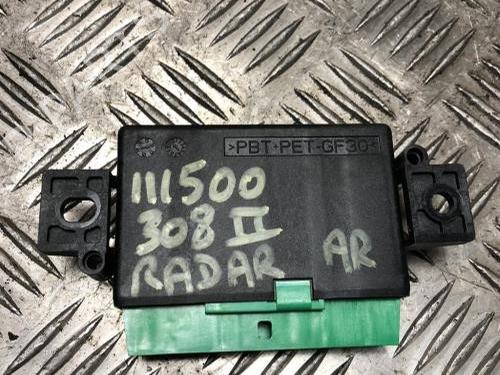 >PBT+PET-GF30<
111500
308 II
RADAR AR